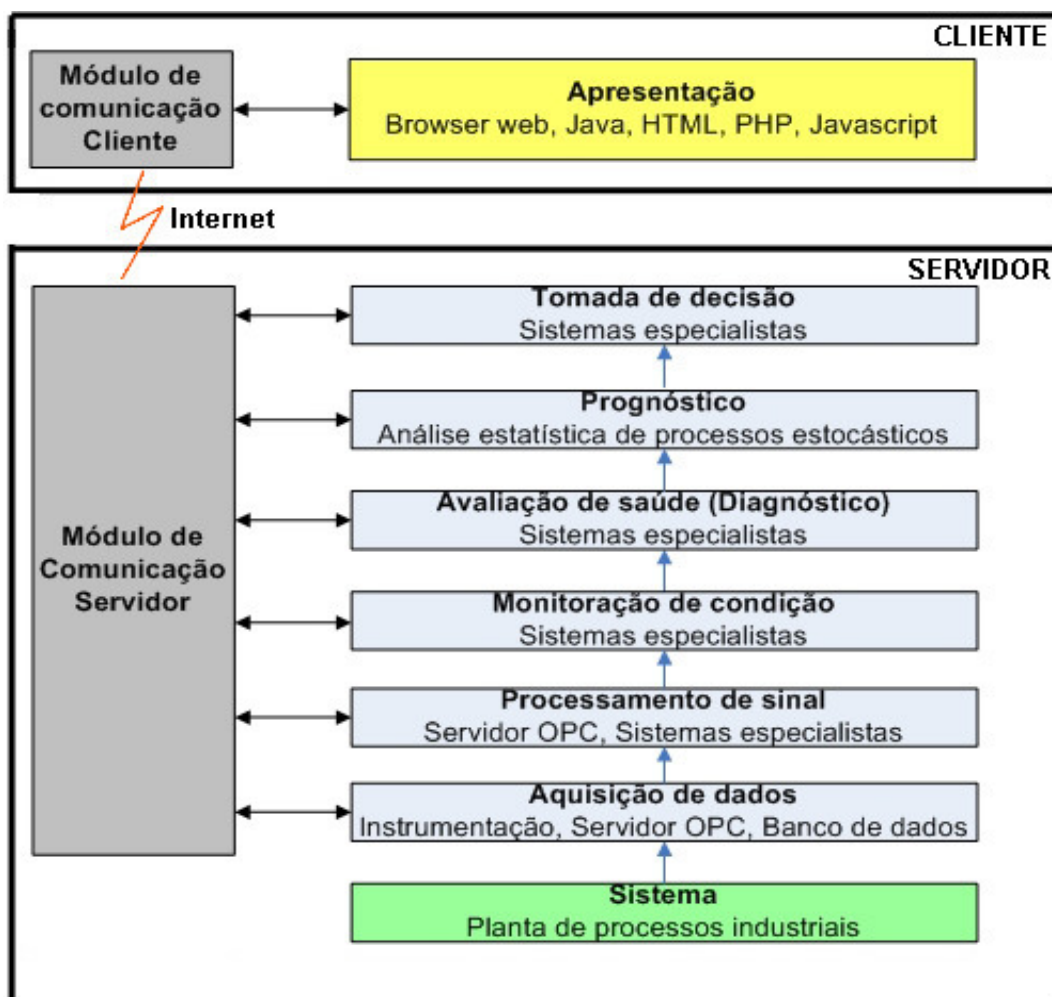 CLIENTE
Módulo de
comunicação
Cliente
Apresentação
Browser web, Java, HTML, PHP, Javascript
Internet
SERVIDOR
Módulo de
Comunicação
Servidor
Tomada de decisão
Sistemas especialistas
Prognóstico
Análise estatística de processos estocásticos
Avaliação de saúde (Diagnóstico)
Sistemas especialistas
Monitoração de condição
Sistemas especialistas
Processamento de sinal
Servidor OPC, Sistemas especialistas
Aquisição de dados
Instrumentação, Servidor OPC, Banco de dados
Sistema
Planta de processos industriais